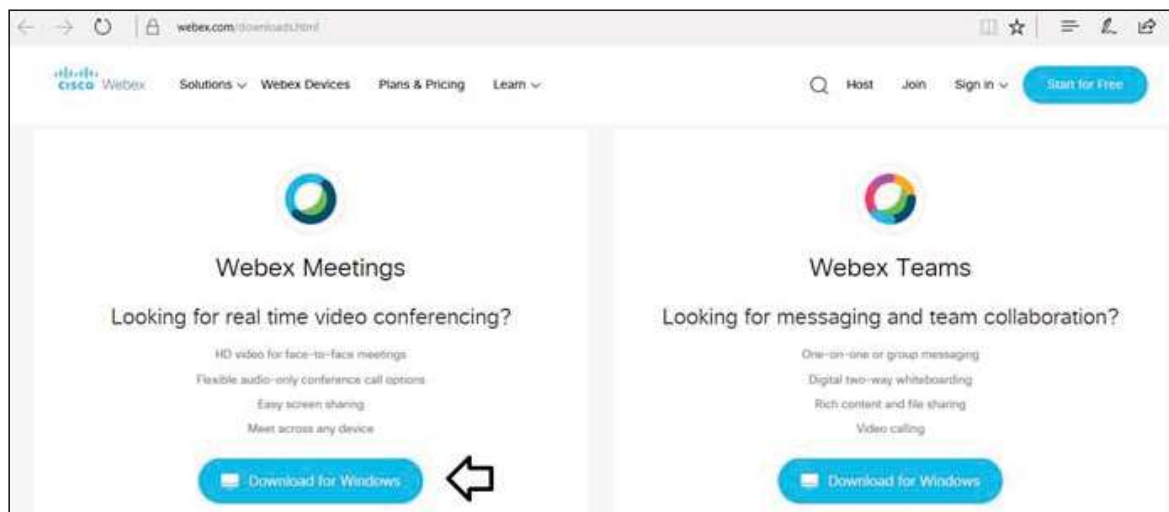 webex.com/downloads.html
CISCO Webex Solutions Webex Devices Plans & Pricing Learn Host Join Sign in Start for Free
Webex Meetings
Looking for real time video conferencing?
HD video for face-to-face meetings
Flexible audio-only conference call options
Easy screen sharing
Meet across any device
Download for Windows
Webex Teams
Looking for messaging and team collaboration?
One-on-one or group messaging
Digital two-way whiteboarding
Rich content and file sharing
Video calling
Download for Windows